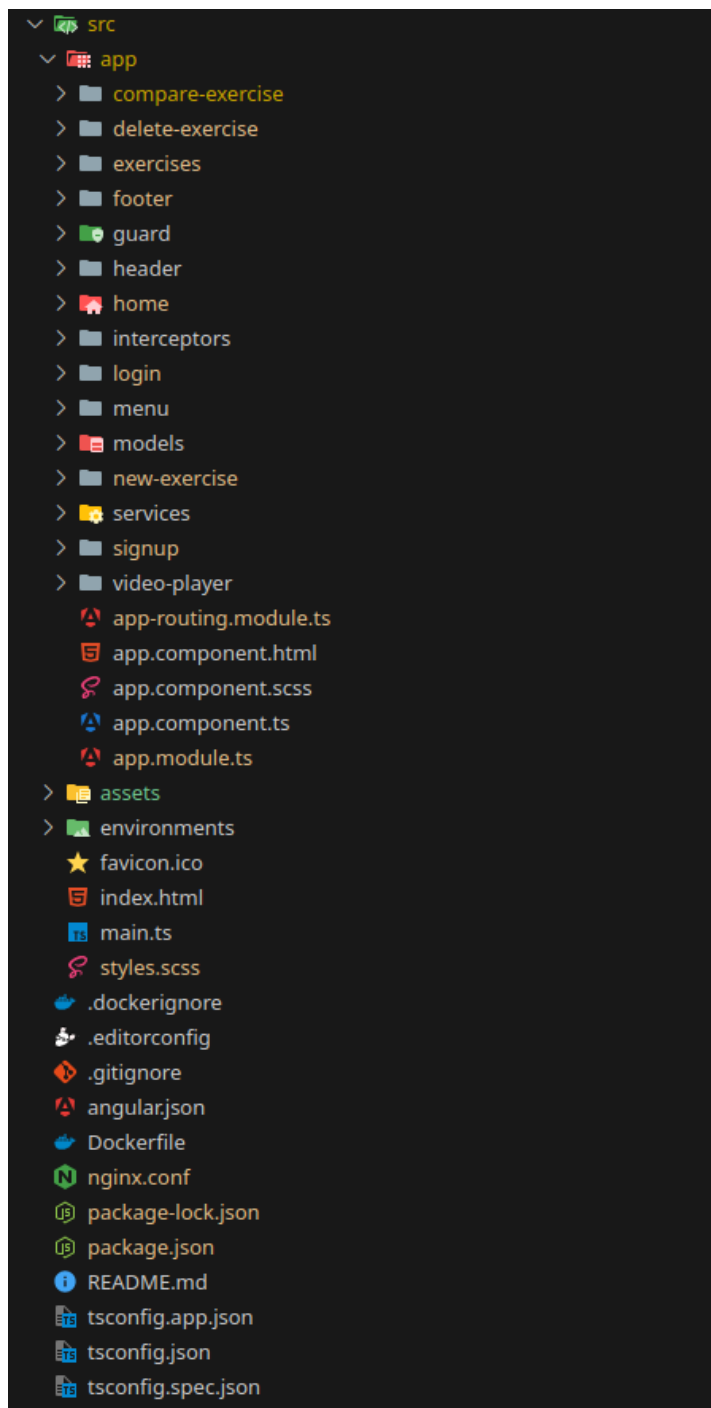 src
app
compare-exercise
delete-exercise
exercises
footer
guard
header
home
interceptors
login
menu
models
new-exercise
services
signup
video-player
app-routing.module.ts
app.component.html
app.component.scss
app.component.ts
app.module.ts
assets
environments
favicon.ico
index.html
main.ts
styles.scss
.dockerignore
.editorconfig
.gitignore
angular.json
Dockerfile
nginx.conf
package-lock.json
package.json
README.md
tsconfig.app.json
tsconfig.json
tsconfig.spec.json